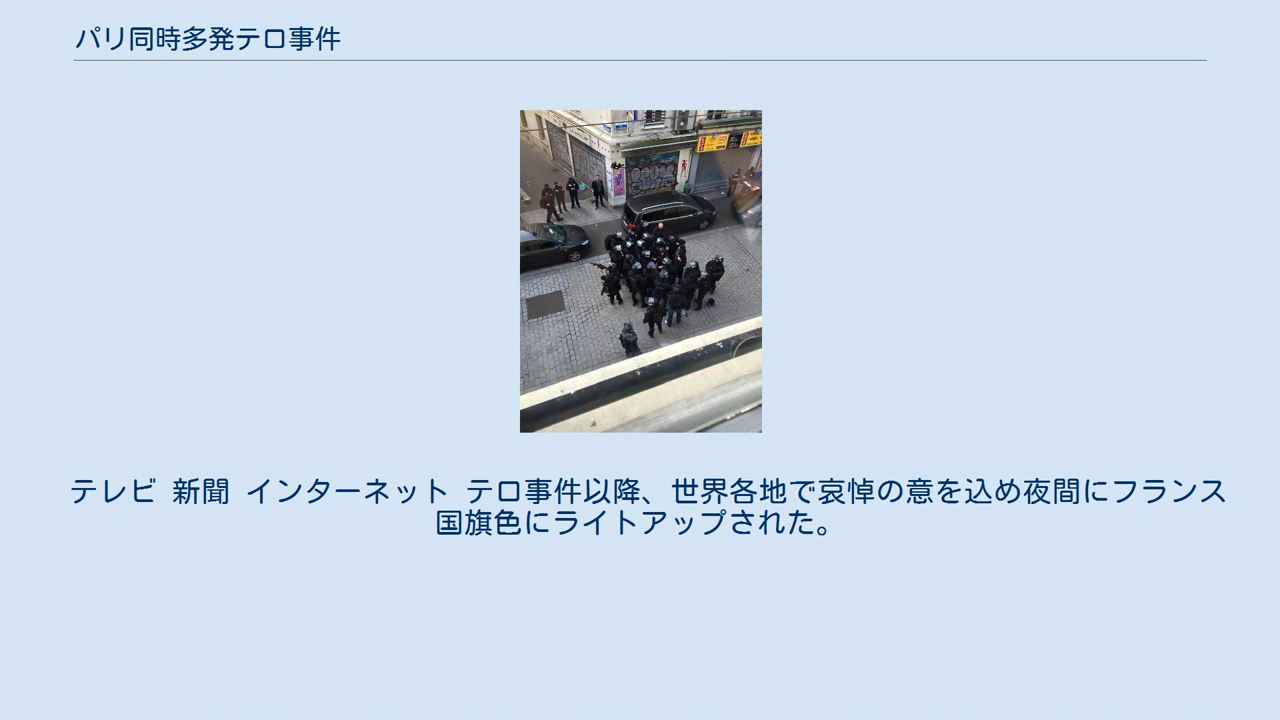 パリ同時多発テロ事件
テレビ 新聞 インターネット テロ事件以降、世界各地で哀悼の意を込め夜間にフランス
国旗色にライトアップされた。